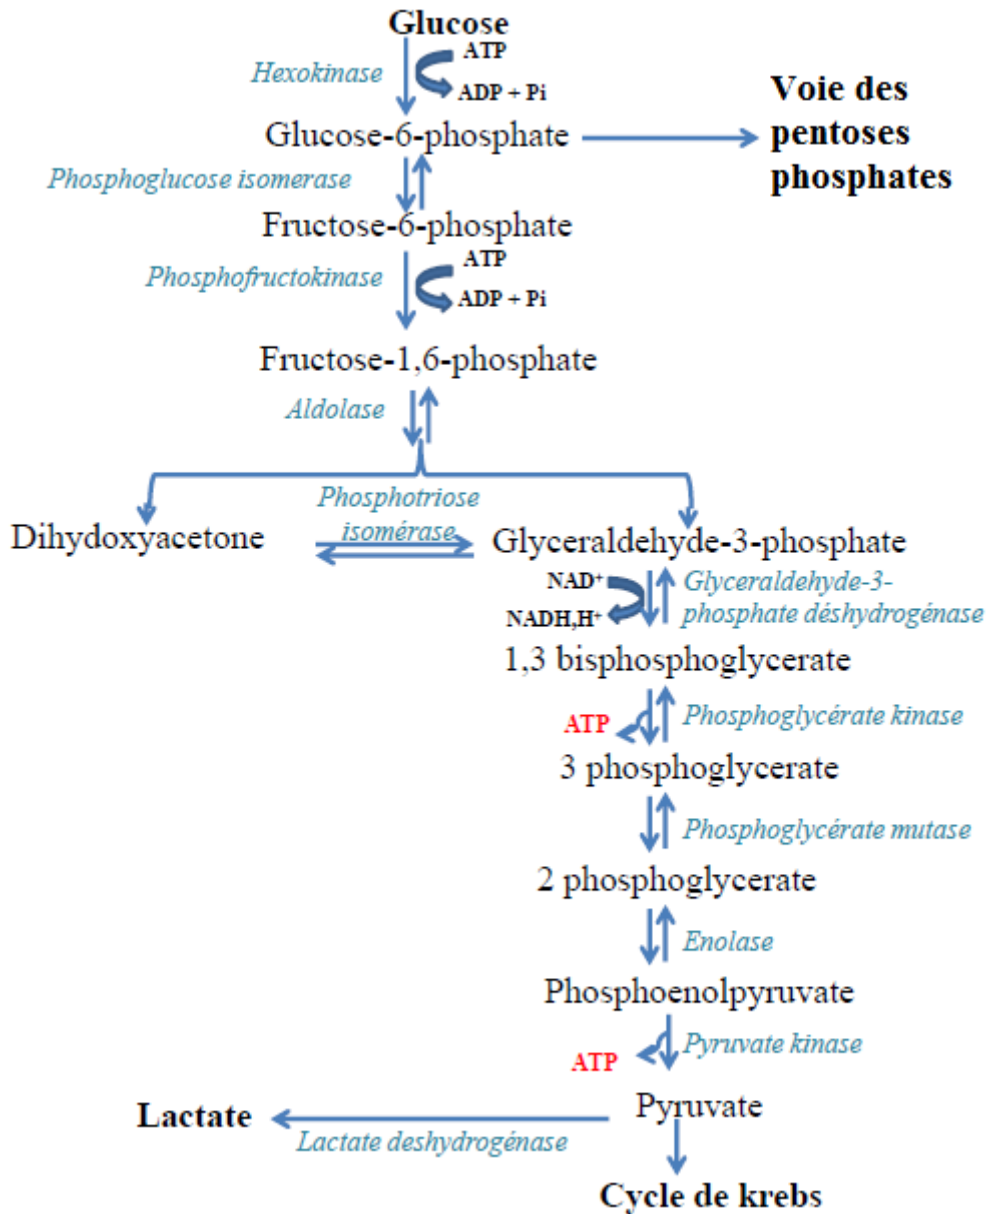 Glucose
ATP
Hexokinase
ADP + Pi
Glucose-6-phosphate
Voie des
pentoses
phosphates
Phosphoglucose isomerase
Fructose-6-phosphate
ATP
Phosphofructokinase
ADP + Pi
Fructose-1,6-phosphate
Aldolase
Phosphotriose
isomérase
Dihydoxyacetone
Glyceraldehyde-3-phosphate
NAD+
NADH,H+
Glyceraldehyde-3-
phosphate déshydrogénase
1,3 bisphosphoglycerate
ATP
Phosphoglycérate kinase
3 phosphoglycerate
Phosphoglycérate mutase
2 phosphoglycerate
Enolase
Phosphoenolpyruvate
ATP
Pyruvate kinase
Pyruvate
Lactate
Lactate deshydrogénase
Cycle de krebs